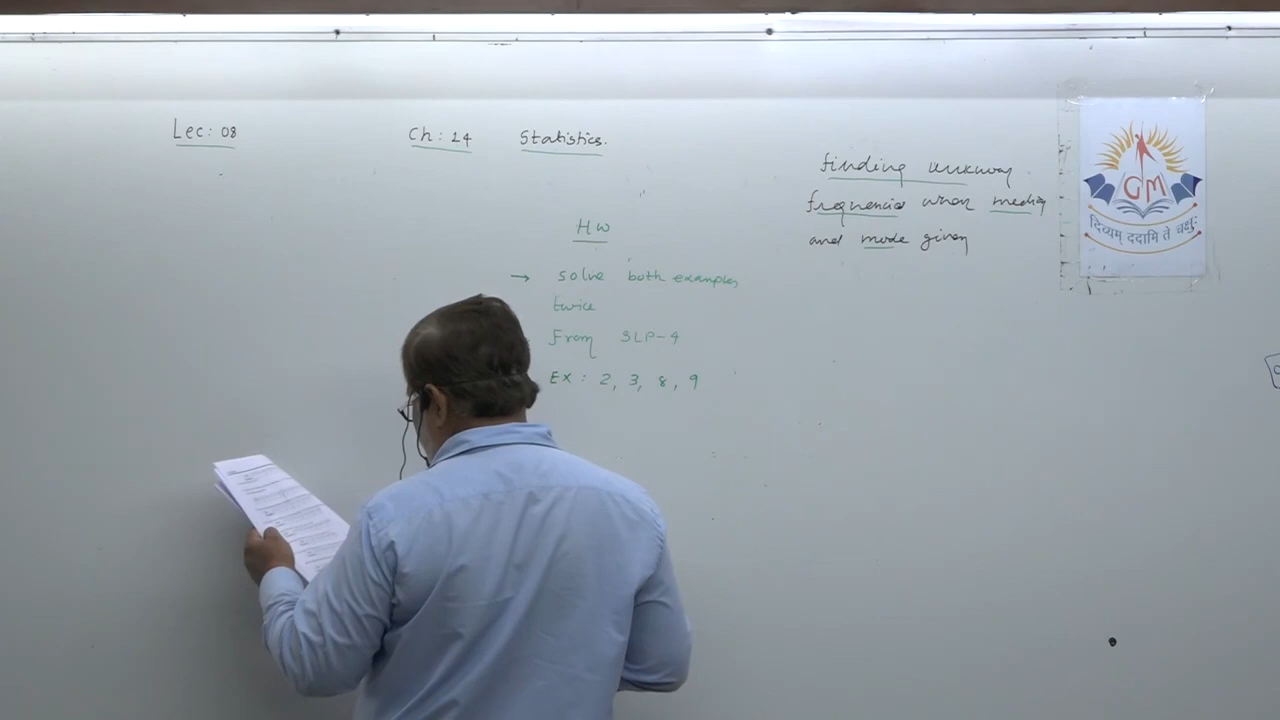 Lec: 08
Ch: 14 Statistics.
finding unknown
frequencies when median
and mode given
HW
→ solve both examples
twice
From SLP-4
EX: 2, 3, 8, 9
GM
दिव्यम् ददामि ते चक्षुः